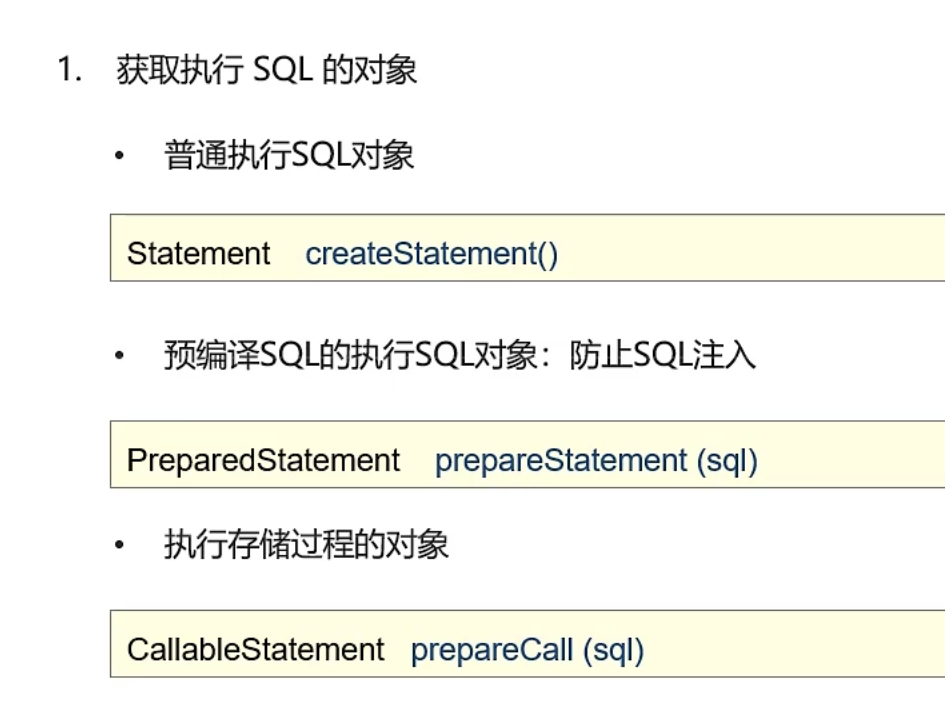 1. 获取执行 SQL 的对象
• 普通执行SQL对象
Statement createStatement()
• 预编译SQL的执行SQL对象：防止SQL注入
PreparedStatement prepareStatement (sql)
• 执行存储过程的对象
CallableStatement prepareCall (sql)